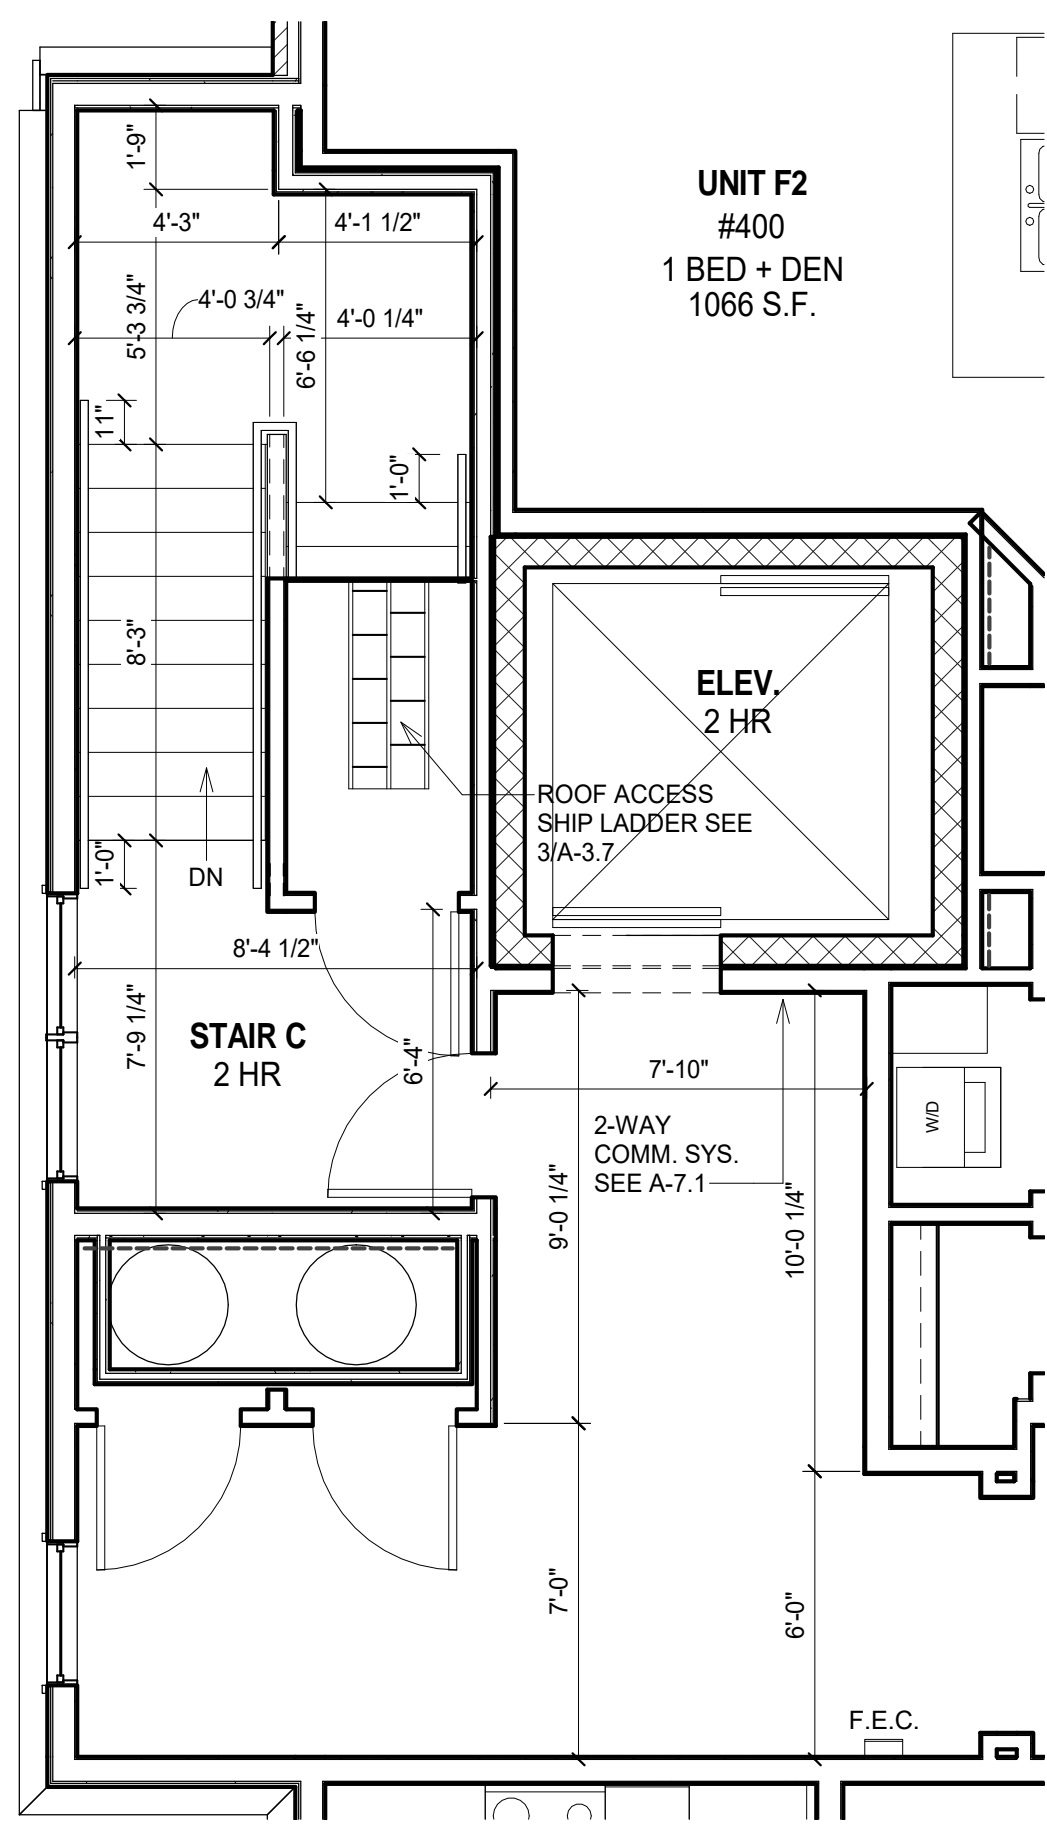 UNIT F2
#400
1 BED + DEN
1066 S.F.
1'-9"
4'-3"
4'-1 1/2"
5'-3 3/4"
4'-0 3/4"
6'-6 1/4"
4'-0 1/4"
11"
1'-0"
8'-3"
ELEV.
2 HR
ROOF ACCESS
SHIP LADDER SEE
3/A-3.7
1'-0"
DN
8'-4 1/2"
7'-9 1/4"
STAIR C
2 HR
6'-4"
7'-10"
2-WAY
COMM. SYS.
SEE A-7.1
W/D
9'-0 1/4"
10'-0 1/4"
7'-0"
6'-0"
F.E.C.